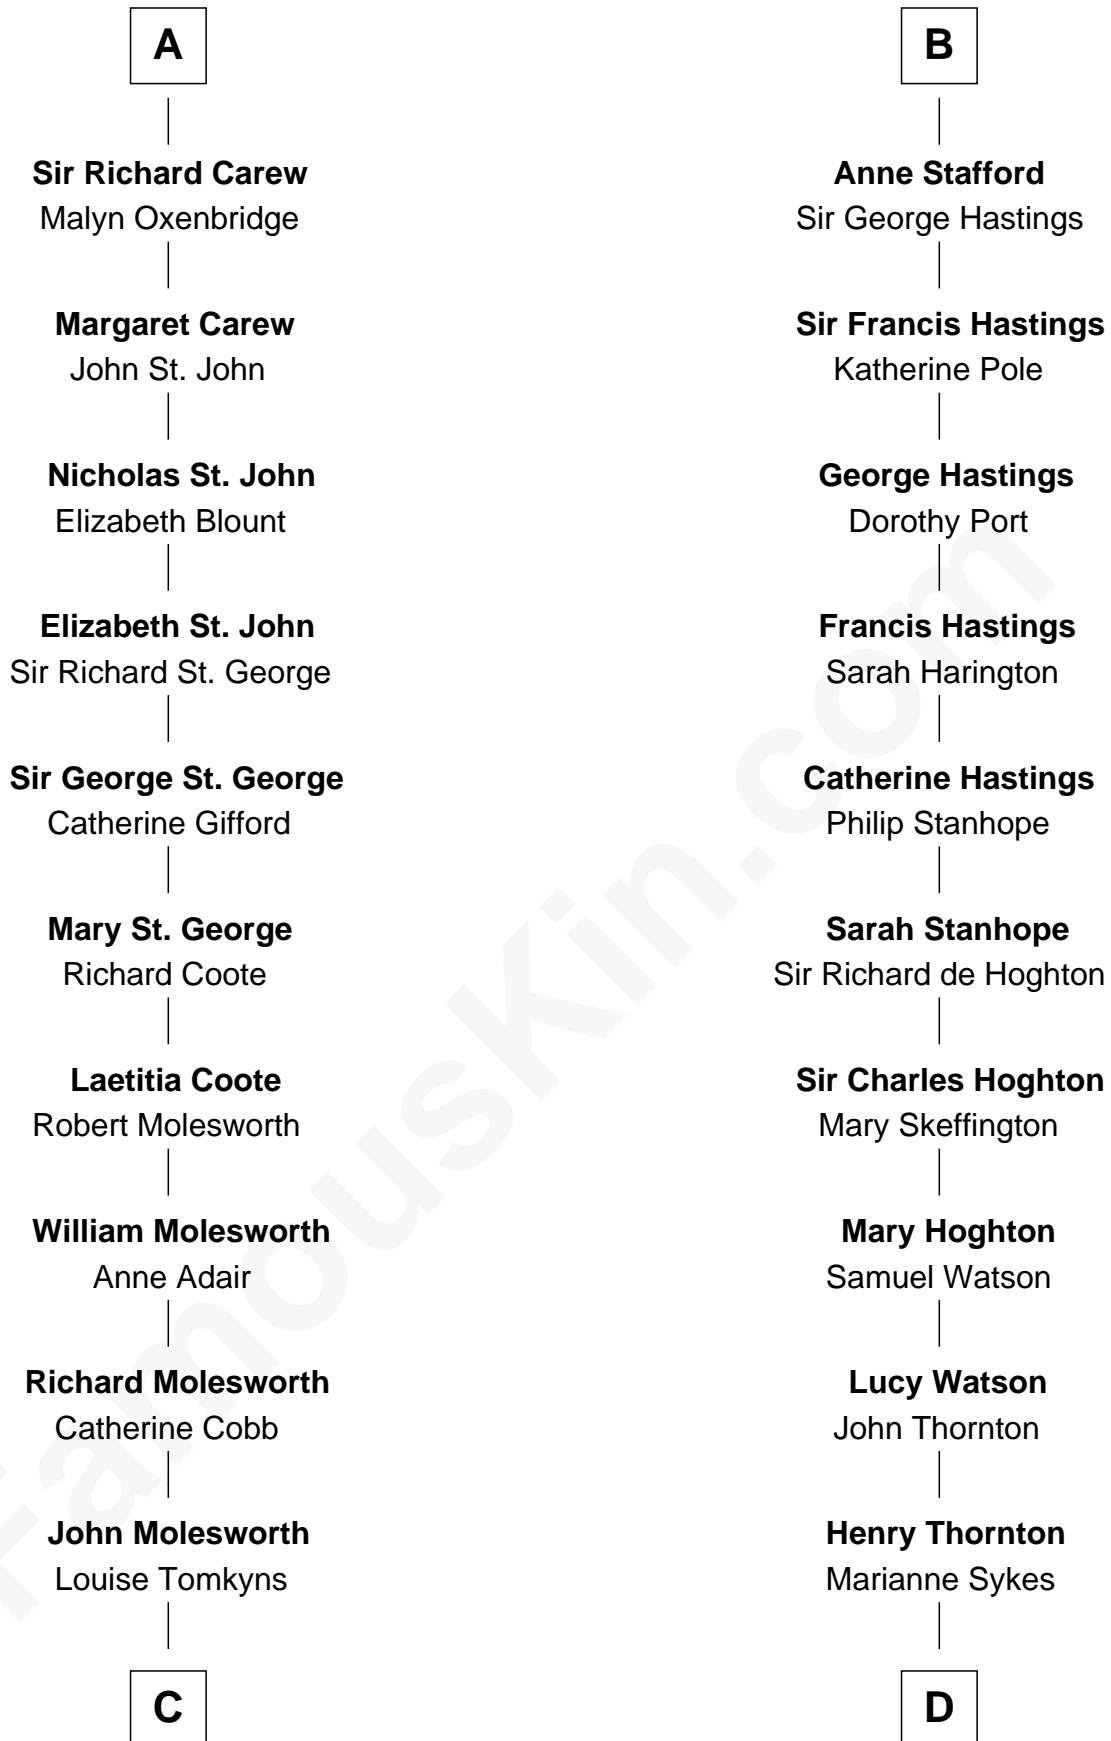 A
Sir Richard Carew
Malyn Oxenbridge
Margaret Carew
John St. John
Nicholas St. John
Elizabeth Blount
Elizabeth St. John
Sir Richard St. George
Sir George St. George
Catherine Gifford
Mary St. George
Richard Coote
Laetitia Coote
Robert Molesworth
William Molesworth
Anne Adair
Richard Molesworth
Catherine Cobb
John Molesworth
Louise Tomkyns
C
B
Anne Stafford
Sir George Hastings
Sir Francis Hastings
Katherine Pole
George Hastings
Dorothy Port
Francis Hastings
Sarah Harington
Catherine Hastings
Philip Stanhope
Sarah Stanhope
Sir Richard de Hoghton
Sir Charles Hoghton
Mary Skeffington
Mary Hoghton
Samuel Watson
Lucy Watson
John Thornton
Henry Thornton
Marianne Sykes
D
FamousKin.com